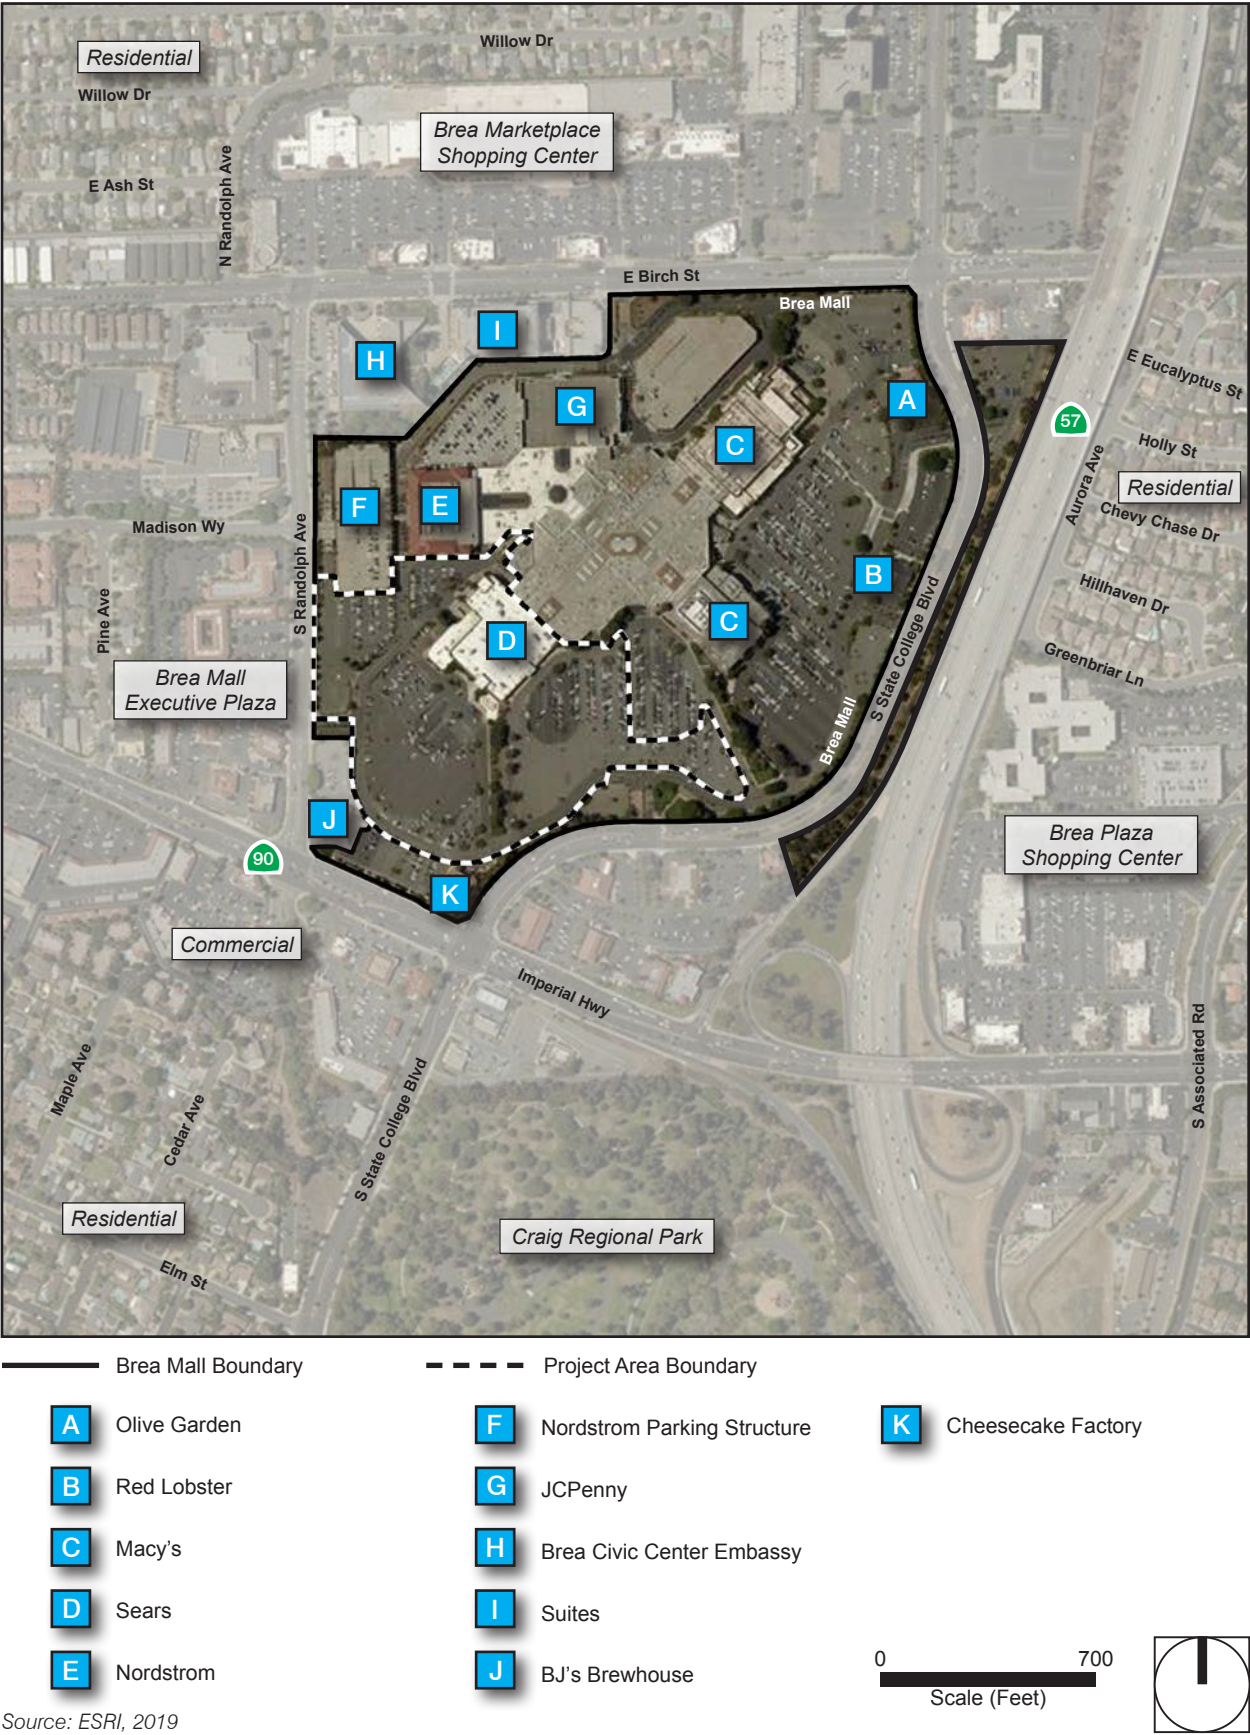 Willow Dr
Residential
Willow Dr
Brea Marketplace
Shopping Center
E Ash St
N Randolph Ave
E Birch St
Brea Mall
I
H
E Eucalyptus St
G
A
57
C
Holly St
Aurora Ave
Residential
F
E
Chevy Chase Dr
Madison Wy
S Randolph Ave
B
Hillhaven Dr
Pine Ave
C
D
S State College Blvd
Greenbriar Ln
Brea Mall
Executive Plaza
Brea Mall
J
Brea Plaza
Shopping Center
90
K
Commercial
Imperial Hwy
S Associated Rd
Maple Ave
Cedar Ave
S State College Blvd
Residential
Craig Regional Park
Elm St
Brea Mall Boundary
Project Area Boundary
A Olive Garden
F Nordstrom Parking Structure
K Cheesecake Factory
B Red Lobster
G JCPenny
C Macy's
H Brea Civic Center Embassy
D Sears
I Suites
E Nordstrom
J BJ's Brewhouse
0 700
Scale (Feet)
Source: ESRI, 2019